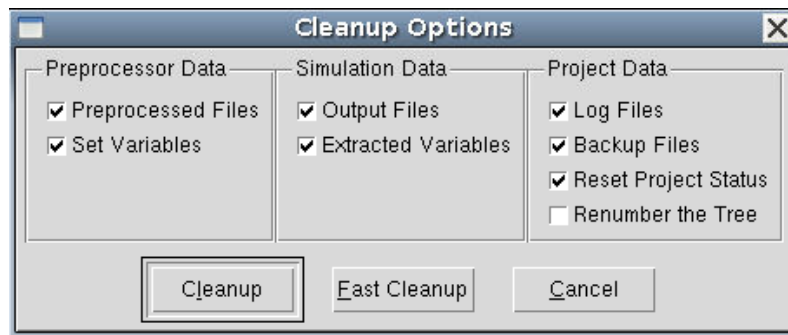 Cleanup Options
Preprocessor Data
Preprocessed Files
Set Variables
Simulation Data
Output Files
Extracted Variables
Project Data
Log Files
Backup Files
Reset Project Status
Renumber the Tree
Cleanup
Fast Cleanup
Cancel